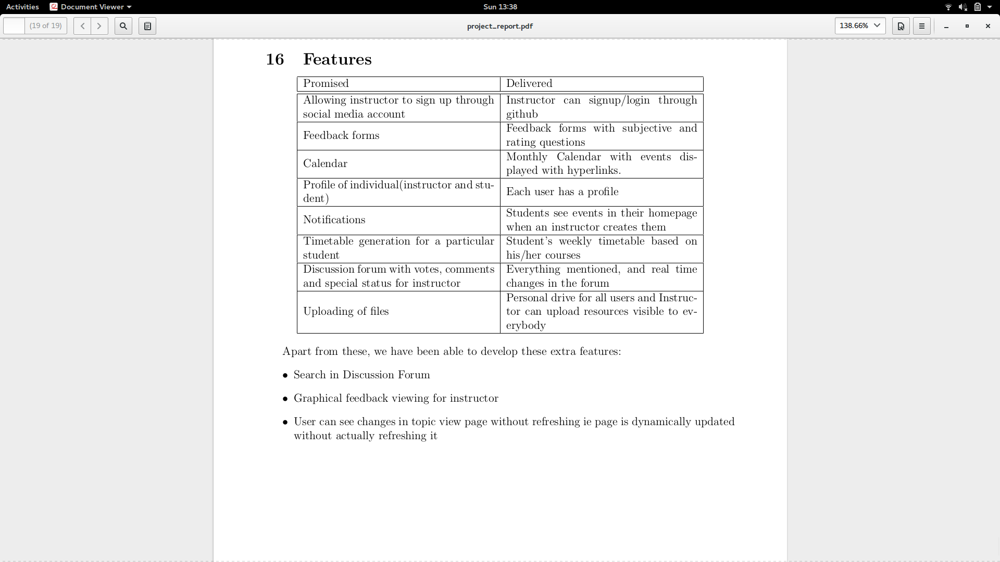 Activities Document Viewer Sun 13:38
(19 of 19) project_report.pdf 138.66%
16 Features
Promised Delivered
Allowing instructor to sign up through Instructor can signup/login through
social media account github
Feedback forms Feedback forms with subjective and
rating questions
Calendar Monthly Calendar with events dis-
played with hyperlinks.
Profile of individual(instructor and stu-
dent) Each user has a profile
Notifications Students see events in their homepage
when an instructor creates them
Timetable generation for a particular Student's weekly timetable based on
student his/her courses
Discussion forum with votes, comments Everything mentioned, and real time
and special status for instructor changes in the forum
Uploading of files Personal drive for all users and Instruc-
tor can upload resources visible to ev-
erybody
Apart from these, we have been able to develop these extra features:
• Search in Discussion Forum
• Graphical feedback viewing for instructor
• User can see changes in topic view page without refreshing ie page is dynamically updated
without actually refreshing it